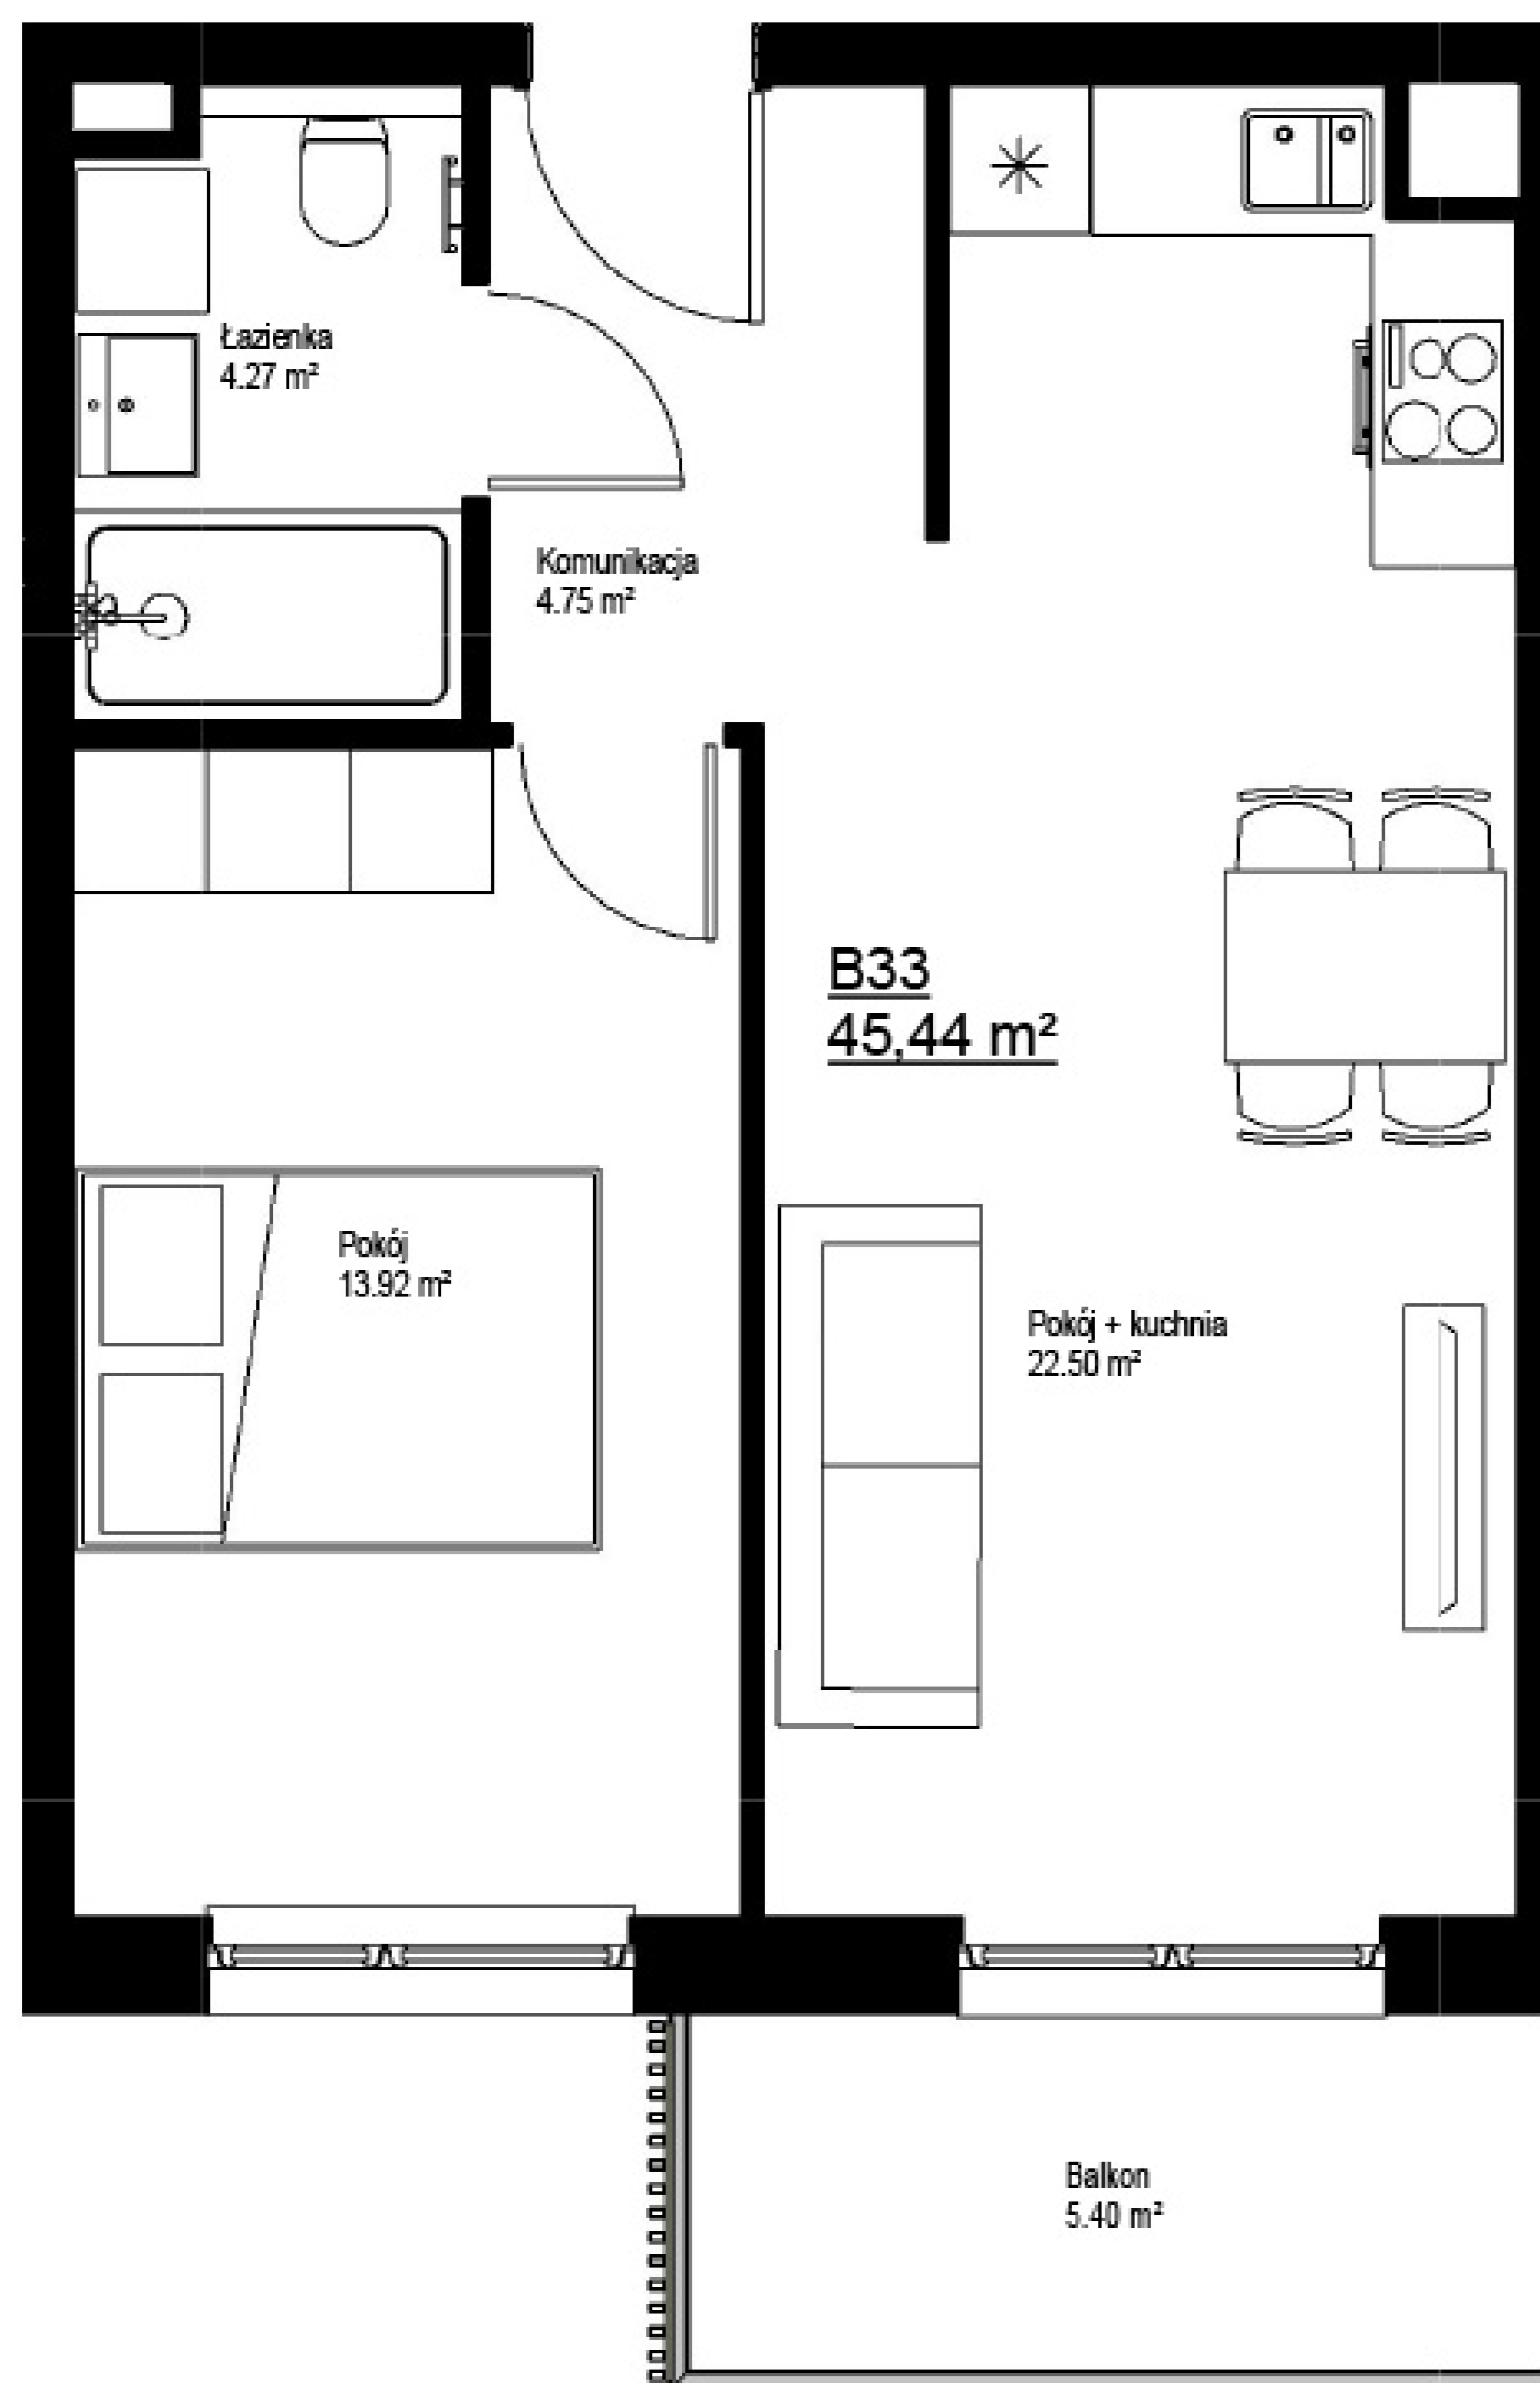 Łazienka
4.27 m²
Komunikacja
4.75 m²
B33
45,44 m²
Pokój
13.92 m²
Pokój + kuchnia
22.50 m²
Balkon
5.40 m²